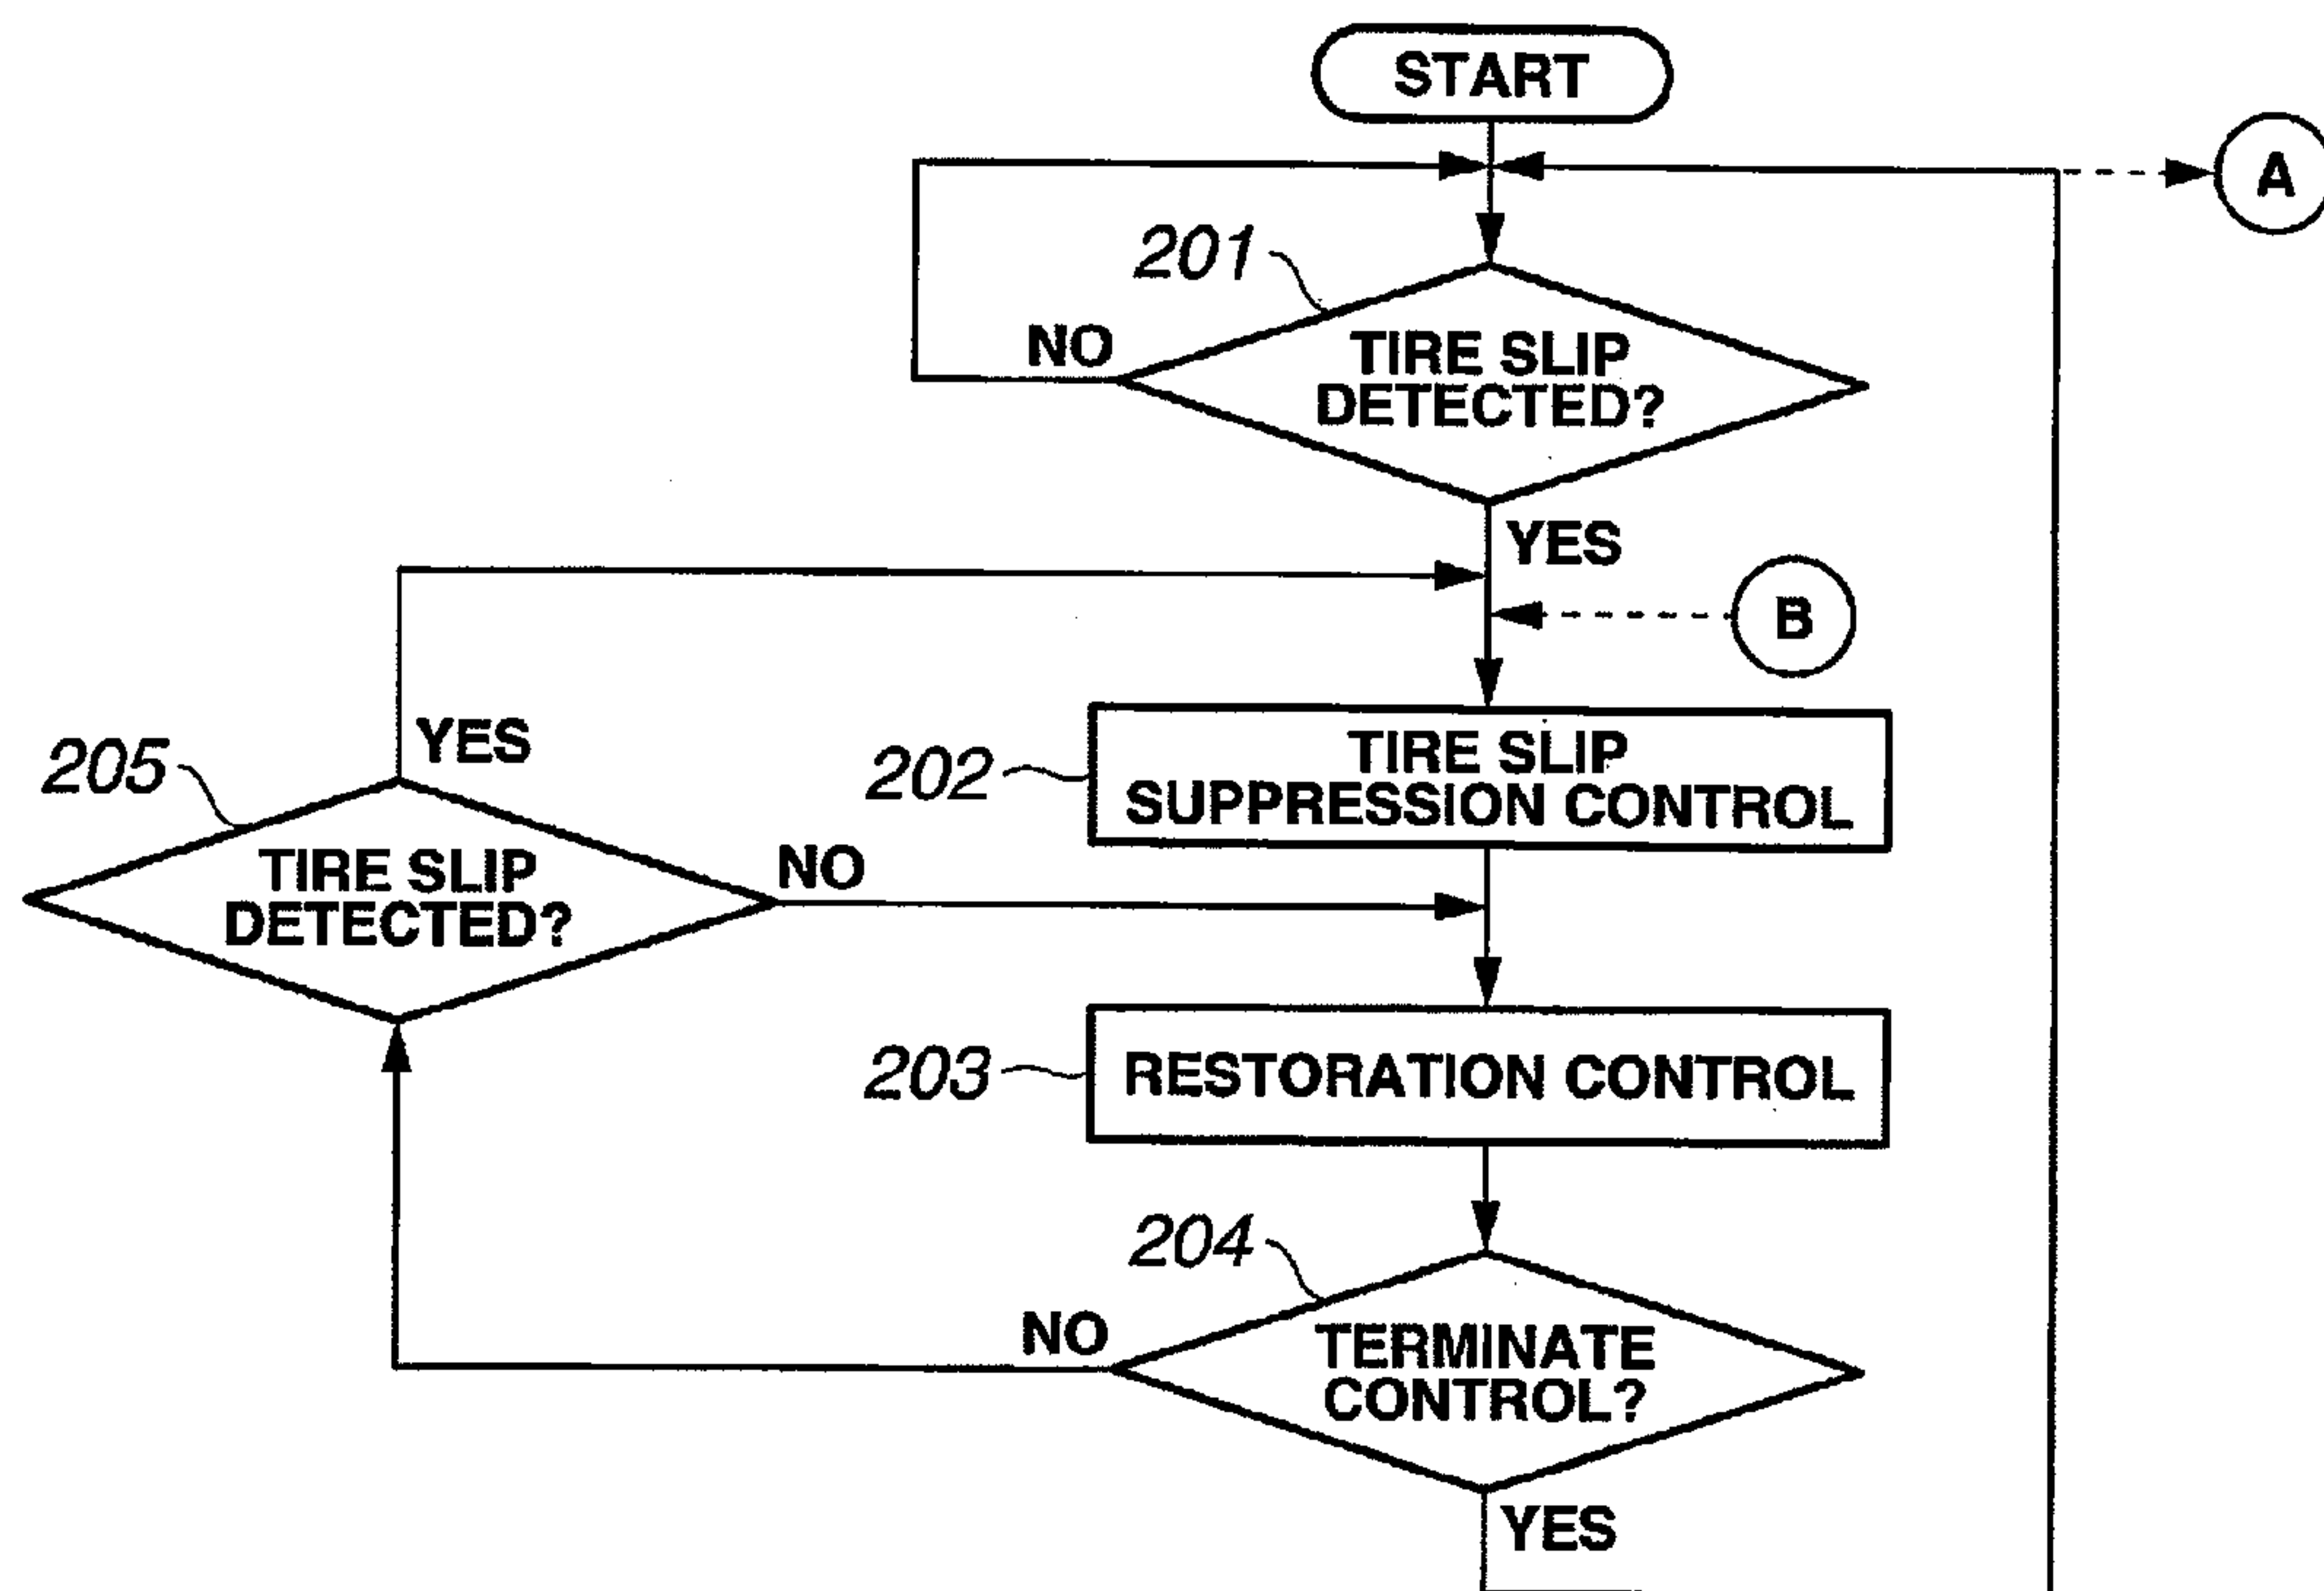 START
A
201
NO
TIRE SLIP
DETECTED?
YES
B
205
YES
202
TIRE SLIP
SUPPRESSION CONTROL
TIRE SLIP
DETECTED?
NO
203
RESTORATION CONTROL
204
NO
TERMINATE
CONTROL?
YES